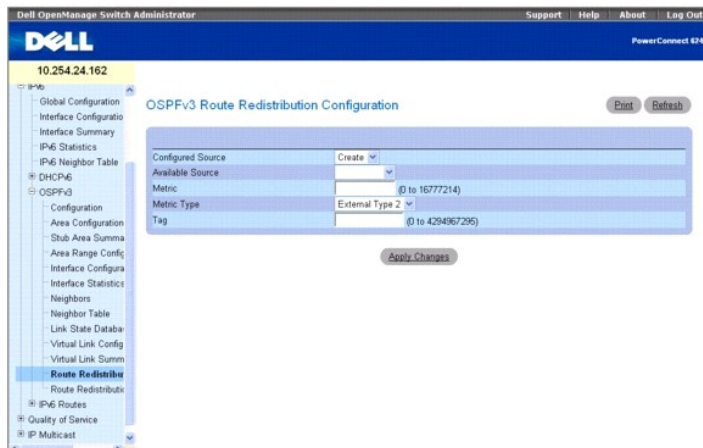 Dell OpenManage Switch Administrator Support Help About Log Out
DELL
PowerConnect 624
10.254.24.162
IPv6
Global Configuration
Interface Configuratio
Interface Summary
IPv6 Statistics
IPv6 Neighbor Table
DHCPv6
OSPFv3
Configuration
Area Configuration
Stub Area Summa
Area Range Config
Interface Configura
Interface Statistics
Neighbors
Neighbor Table
Link State Databa
Virtual Link Config
Virtual Link Summ
Route Redistribu
Route Redistributic
IPv6 Routes
Quality of Service
IP Multicast
OSPFv3 Route Redistribution Configuration Print Refresh
Configured Source Create
Available Source
Metric (0 to 16777214)
Metric Type External Type 2
Tag (0 to 4294967295)
Apply Changes